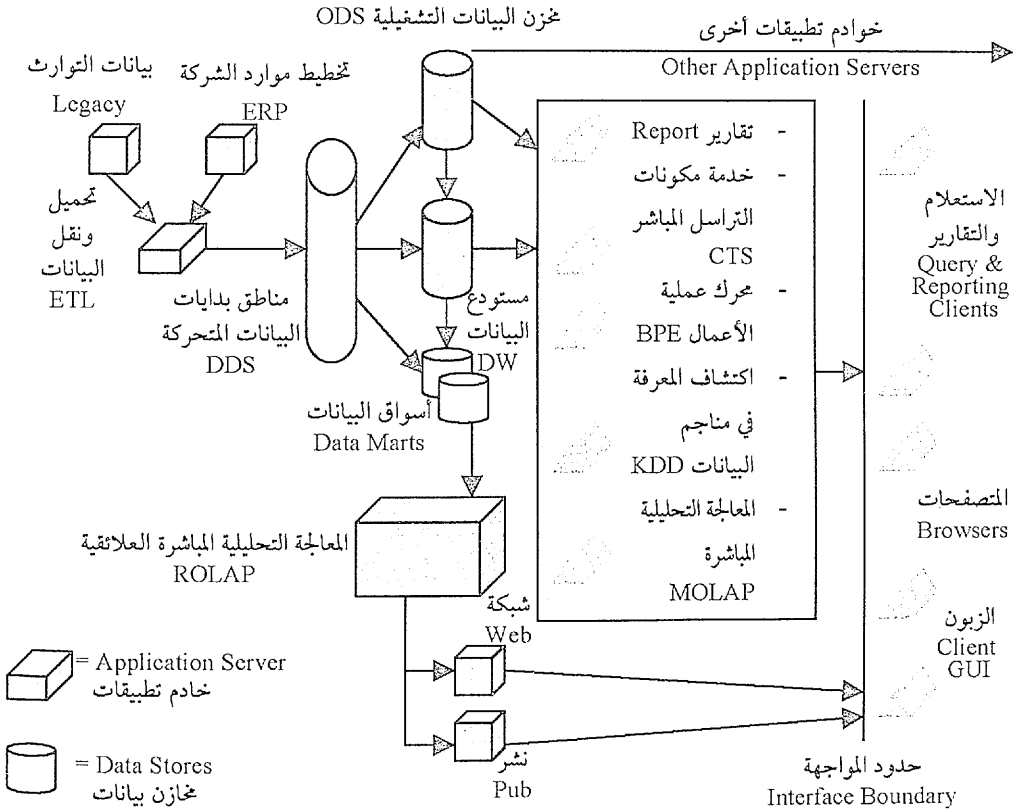 مخزن البيانات التشغيلية ODS
خوادم تطبيقات أخرى
Other Application Servers
بيانات التوارث
Legacy
تخطيط موارد الشركة
ERP
تحميل
ونقل
البيانات
ETL
مناطق بدايات
البيانات المتحركة
DDS
مستودع
البيانات
DW
أسواق البيانات
Data Marts
- تقارير Report
- خدمة مكونات
التراسل المباشر
CTS
- محرك عملية
الأعمال BPE
- اكتشاف المعرفة
في مناجم
البيانات KDD
- المعالجة التحليلية
المباشرة
MOLAP
الاستعلام
والتقارير
Query &
Reporting
Clients
المتصفحات
Browsers
الزبون
Client
GUI
المعالجة التحليلية المباشرة العلائقية
ROLAP
شبكة
Web
نشر
Pub
= Application Server
خادم تطبيقات
= Data Stores
مخازن بيانات
حدود المواجهة
Interface Boundary